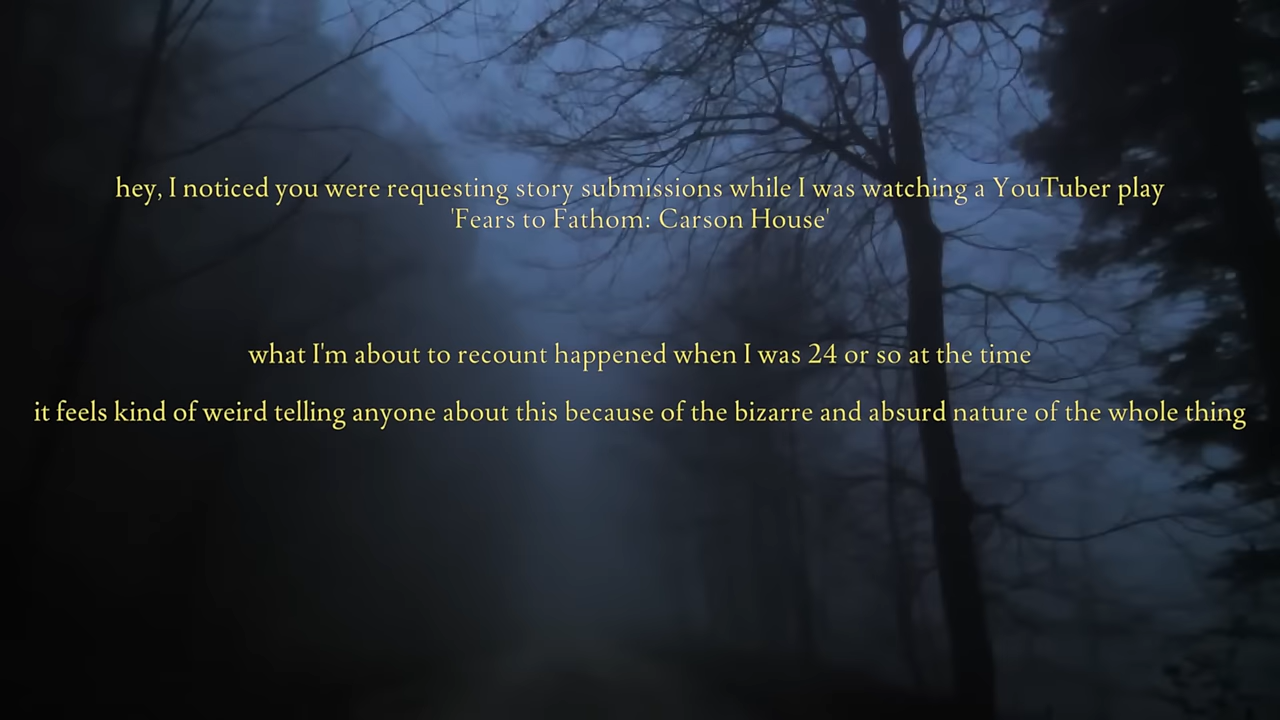 hey, I noticed you were requesting story submissions while I was watching a YouTuber play
'Fears to Fathom: Carson House'
what I'm about to recount happened when I was 24 or so at the time
it feels kind of weird telling anyone about this because of the bizarre and absurd nature of the whole thing